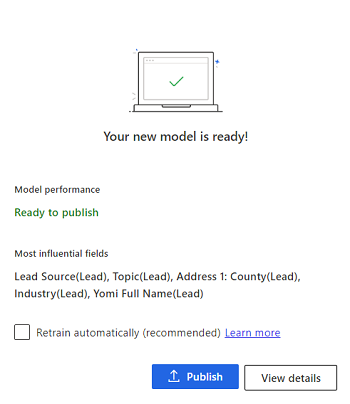 Your new model is ready!
Model performance
Ready to publish
Most influential fields
Lead Source(Lead), Topic(Lead), Address 1: County(Lead),
Industry(Lead), Yomi Full Name(Lead)
Retrain automatically (recommended) Learn more
Publish
View details